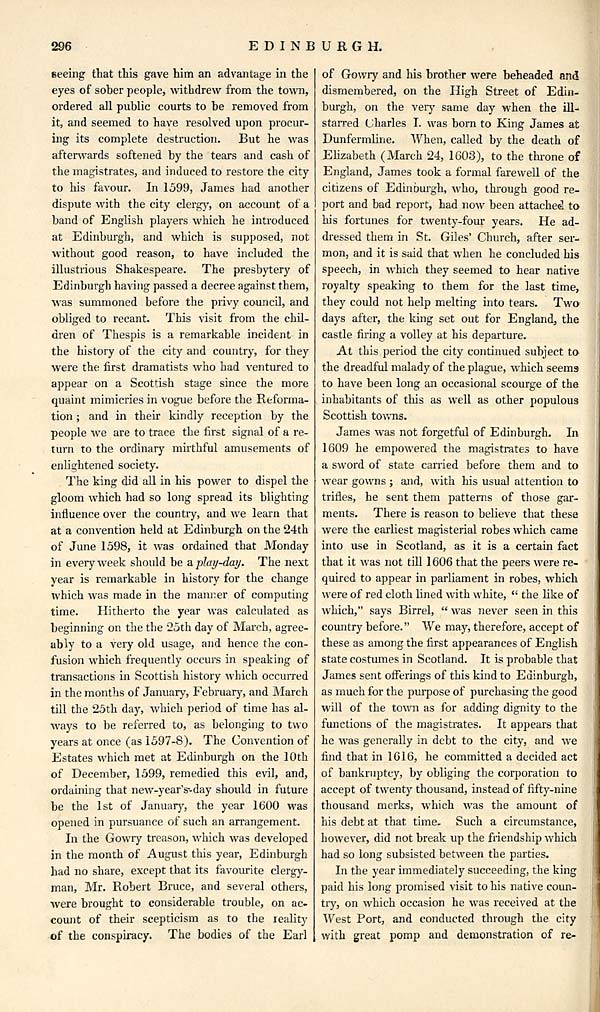 296
EDINBURGH.
seeing that this gave him an advantage in the
eyes of sober people, withdrew from the town,
ordered all public courts to be removed from
it, and seemed to have resolved upon procur-
ing its complete destruction. But he was
afterwards softened by the tears and cash of
the magistrates, and induced to restore the city
to his favour. In 1599, James had another
dispute with the city clergy, on account of a
band of English players which he introduced
at Edinburgh, and which is supposed, not
without good reason, to have included the
illustrious Shakespeare. The presbytery of
Edinburgh having passed a decree against them,
was summoned before the privy council, and
obliged to recant. This visit from the chil-
dren of Thespis is a remarkable incident in
the history of the city and country, for they
were the first dramatists who had ventured to
appear on a Scottish stage since the more
quaint mimicries in vogue before the Reforma-
tion; and in their kindly reception by the
people we are to trace the first signal of a re-
turn to the ordinary mirthful amusements of
enlightened society.
The king did all in his power to dispel the
gloom which had so long spread its blighting
influence over the country, and we learn that
at a convention held at Edinburgh on the 24th
of June 1598, it was ordained that Monday
in every week should be a play-day. The next
year is remarkable in history for the change
which was made in the manner of computing
time. Hitherto the year was calculated as
beginning on the the 25th day of March, agree-
ably to a very old usage, and hence the con-
fusion which frequently occurs in speaking of
transactions in Scottish history which occurred
in the months of January, February, and March
till the 25th day, which period of time has al-
ways to be referred to, as belonging to two
years at once (as 1597-8). The Convention of
Estates which met at Edinburgh on the 10th
of December, 1599, remedied this evil, and,
ordaining that new-year's-day should in future
be the 1st of January, the year 1600 was
opened in pursuance of such an arrangement.
In the Gowry treason, which was developed
in the month of August this year, Edinburgh
had no share, except that its favourite clergy-
man, Mr. Robert Bruce, and several others,
were brought to considerable trouble, on ac-
count of their scepticism as to the reality
of the conspiracy. The bodies of the Earl
of Gowry and his brother were beheaded and
dismembered, on the High Street of Edin-
burgh, on the very same day when the ill-
starred Charles I. was born to King James at
Dunfermline. When, called by the death of
Elizabeth (March 24, 1603), to the throne of
England, James took a formal farewell of the
citizens of Edinburgh, who, through good re-
port and bad report, had now been attached to
his fortunes for twenty-four years. He ad-
dressed them in St. Giles' Church, after ser-
mon, and it is said that when he concluded his
speech, in which they seemed to hear native
royalty speaking to them for the last time,
they could not help melting into tears. Two
days after, the king set out for England, the
castle firing a volley at his departure.
At this period the city continued subject to
the dreadful malady of the plague, which seems
to have been long an occasional scourge of the
inhabitants of this as well as other populous
Scottish towns.
James was not forgetful of Edinburgh. In
1609 he empowered the magistrates to have
a sword of state carried before them and to
wear gowns; and, with his usual attention to
trifles, he sent them patterns of those gar-
ments. There is reason to believe that these
were the earliest magisterial robes which came
into use in Scotland, as it is a certain fact
that it was not till 1606 that the peers were re-
quired to appear in parliament in robes, which
were of red cloth lined with white, "the like of
which," says Birrel, "was never seen in this
country before." We may, therefore, accept of
these as among the first appearances of English
state costumes in Scotland. It is probable that
James sent offerings of this kind to Edinburgh,
as much for the purpose of purchasing the good
will of the town as for adding dignity to the
functions of the magistrates. It appears that
he was generally in debt to the city, and we
find that in 1616, he committed a decided act
of bankruptcy, by obliging the corporation to
accept of twenty thousand, instead of fifty-nine
thousand merks, which was the amount of
his debt at that time. Such a circumstance,
however, did not break up the friendship which
had so long subsisted between the parties.
In the year immediately succeeding, the king
paid his long promised visit to his native coun-
try, on which occasion he was received at the
West Port, and conducted through the city
with great pomp and demonstration of re-